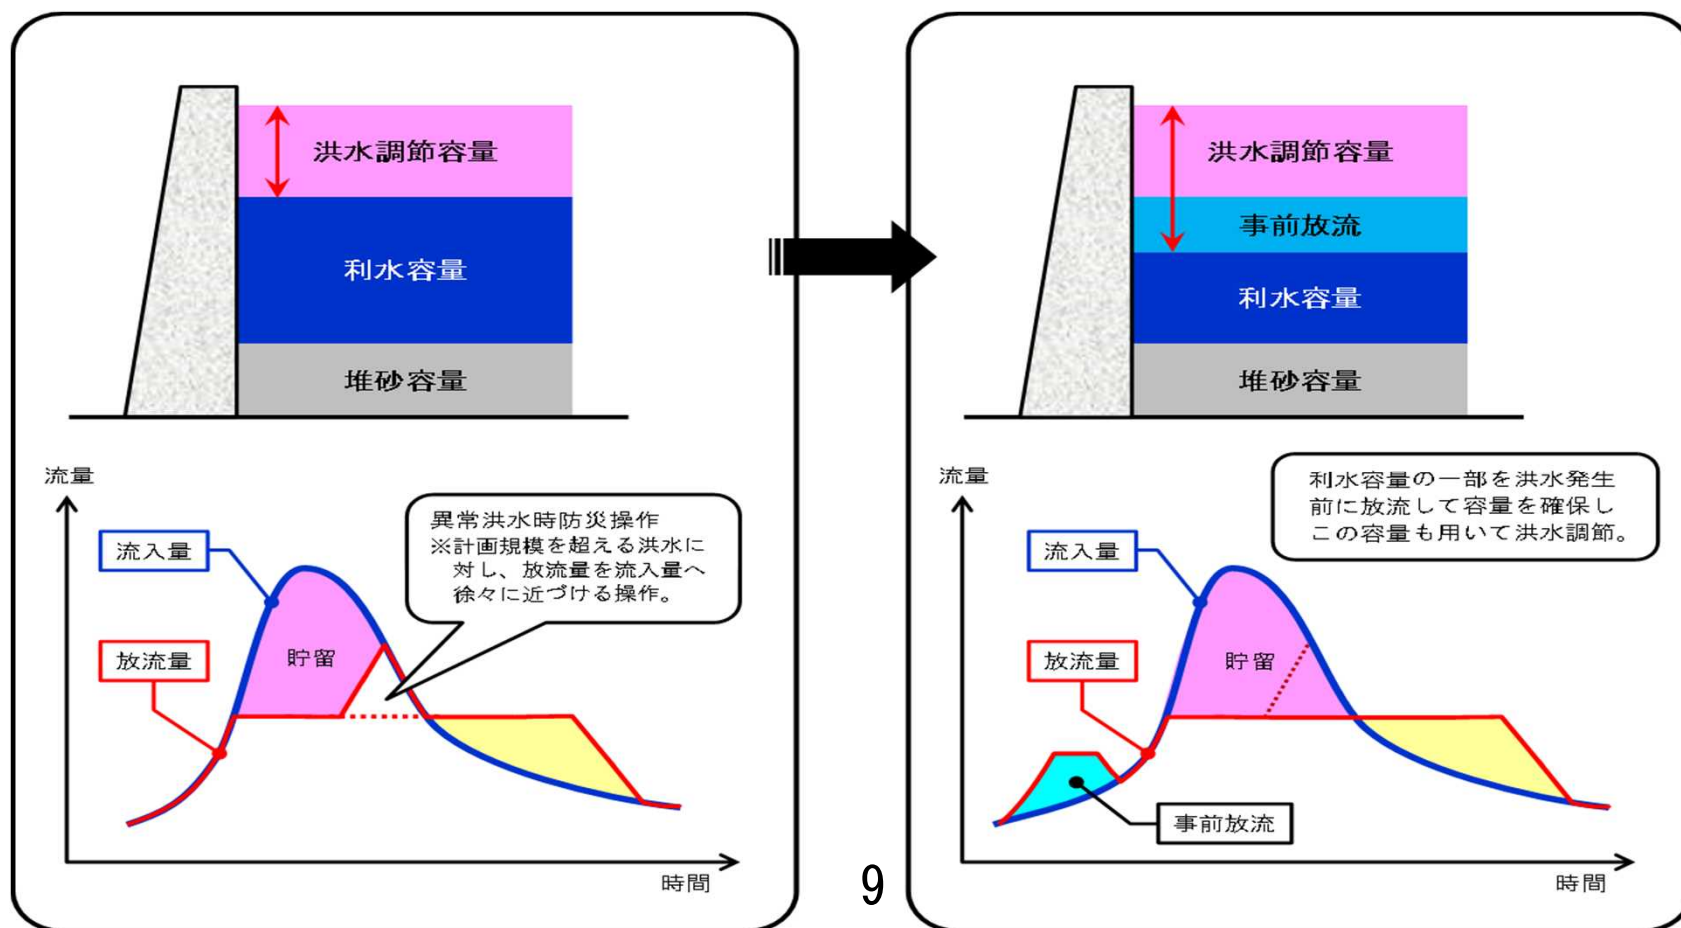 洪水調節容量
利水容量
堆砂容量
流量
流入量
放流量
貯留
異常洪水時防災操作
※計画規模を超える洪水に
対し、放流量を流入量へ
徐々に近づける操作。
時間
洪水調節容量
事前放流
利水容量
堆砂容量
流量
利水容量の一部を洪水発生
前に放流して容量を確保し
この容量も用いて洪水調節。
流入量
放流量
貯留
事前放流
時間
9